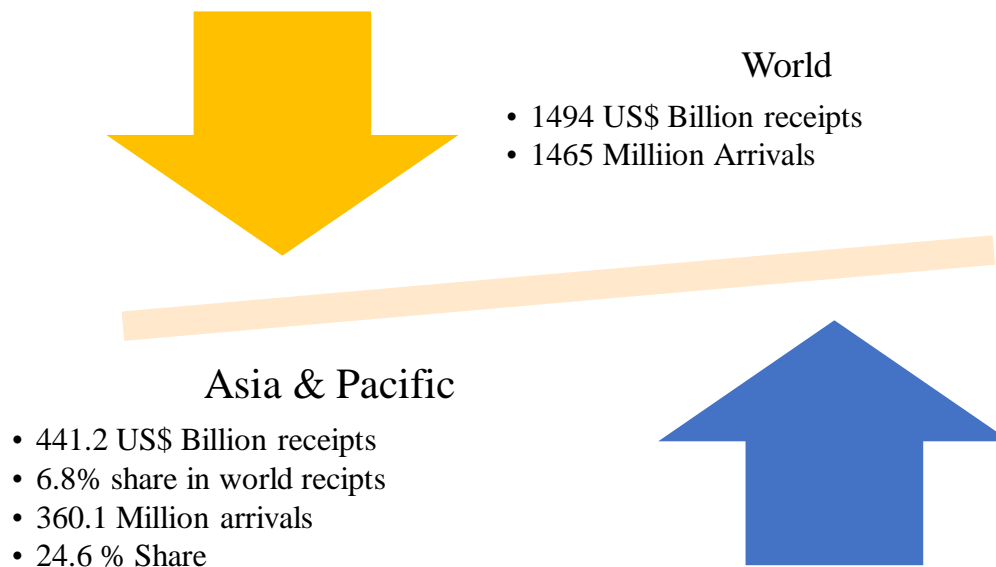 World
• 1494 US$ Billion receipts
• 1465 Milliion Arrivals
Asia & Pacific
• 441.2 US$ Billion receipts
• 6.8% share in world recipts
• 360.1 Million arrivals
• 24.6 % Share